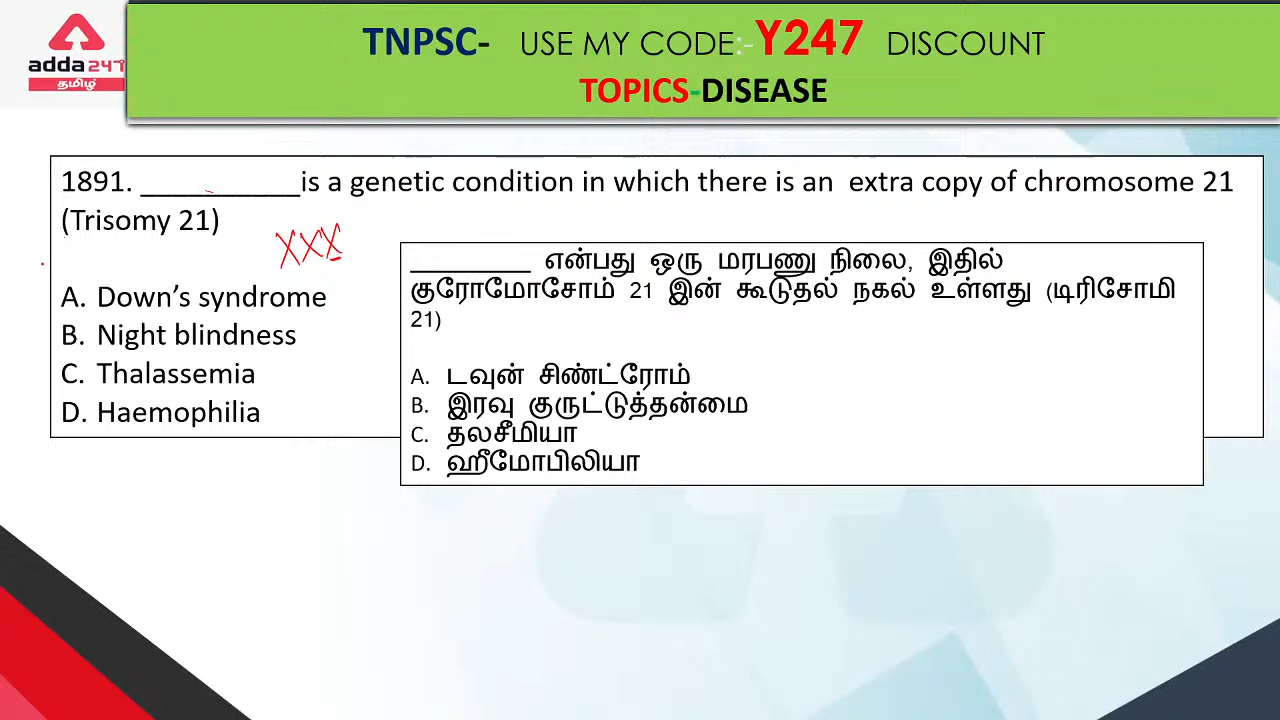 adda247
தமிழ்
TNPSC- USE MY CODE:-Y247 DISCOUNT
TOPICS-DISEASE
1891. __________is a genetic condition in which there is an extra copy of chromosome 21
(Trisomy 21)
XXX
A. Down’s syndrome
B. Night blindness
C. Thalassemia
D. Haemophilia
________ என்பது ஒரு மரபணு நிலை, இதில்
குரோமோசோம் 21 இன் கூடுதல் நகல் உள்ளது (டிரிசோமி
21)
A. டவுன் சிண்ட்ரோம்
B. இரவு குருட்டுத்தன்மை
C. தலசீமியா
D. ஹீமோபிலியா